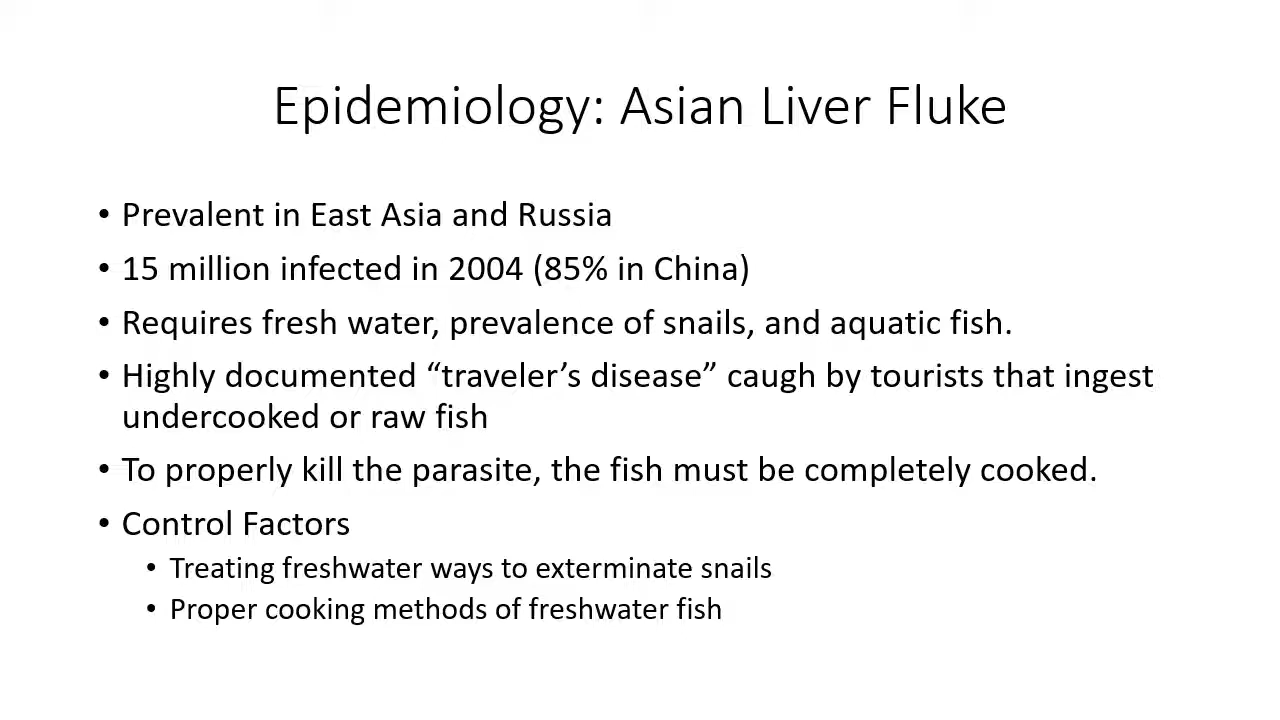 Epidemiology: Asian Liver Fluke
• Prevalent in East Asia and Russia
• 15 million infected in 2004 (85% in China)
• Requires fresh water, prevalence of snails, and aquatic fish.
• Highly documented “traveler’s disease” caugh by tourists that ingest
undercooked or raw fish
• To properly kill the parasite, the fish must be completely cooked.
• Control Factors
• Treating freshwater ways to exterminate snails
• Proper cooking methods of freshwater fish